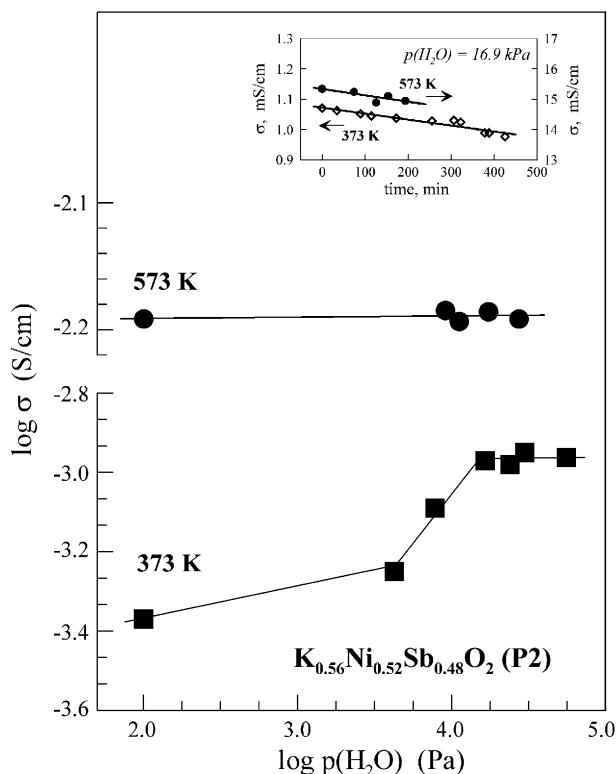 1.3
1.2
1.1
1.0
0.9
σ, mS/cm
p(H₂O) = 16.9 kPa
573 K
373 K
17
16
15
14
13
σ, mS/cm
0 100 200 300 400 500
time, min
-2.1
-2.2
573 K
log σ (S/cm)
-2.8
-3.0
-3.2
-3.4
-3.6
373 K
K₀.₅₆Ni₀.₅₂Sb₀.₄₈O₂ (P2)
2.0 3.0 4.0 5.0
log p(H₂O) (Pa)